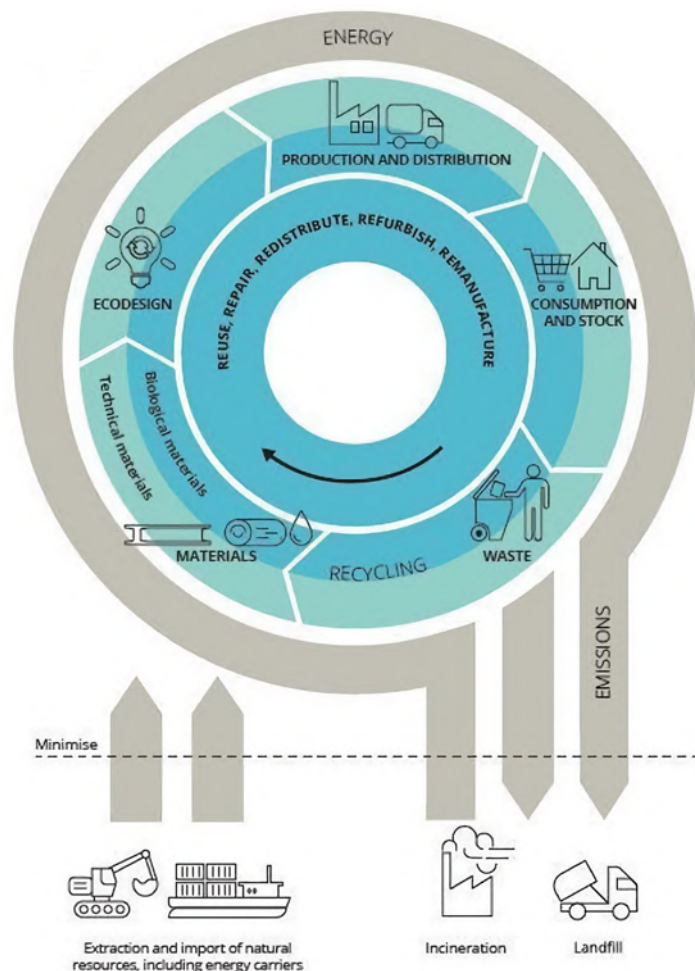 ENERGY
PRODUCTION AND DISTRIBUTION
REUSE, REPAIR, REDISTRIBUTE, REFURBISH, REMANUFACTURE
ECODESIGN
CONSUMPTION
AND STOCK
Technical materials
Biological materials
MATERIALS
RECYCLING
WASTE
EMISSIONS
Minimise
Extraction and import of natural
resources, including energy carriers
Incineration
Landfill